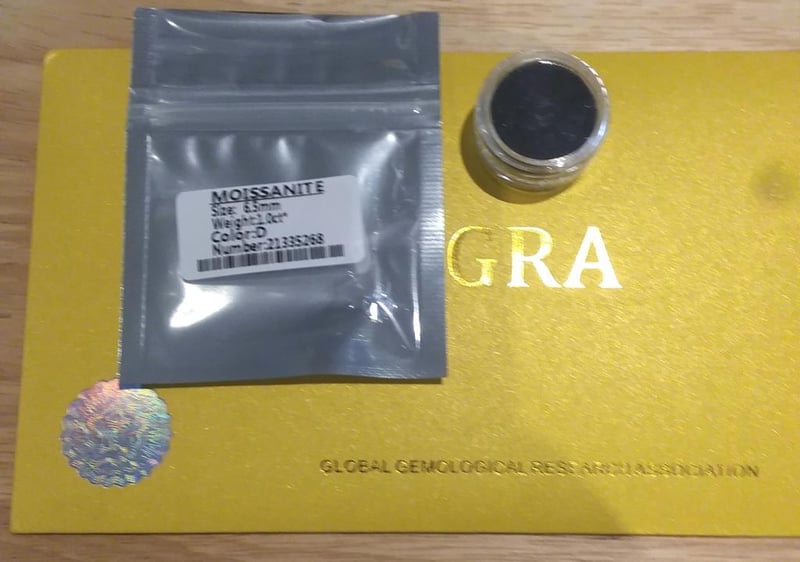 MOISSANITE
Size: 6.5mm
Weight:1.0ct*
Color:D
Number:21335268
GRA
GLOBAL GEMOLOGICAL RESEARCH ASSOCIATION